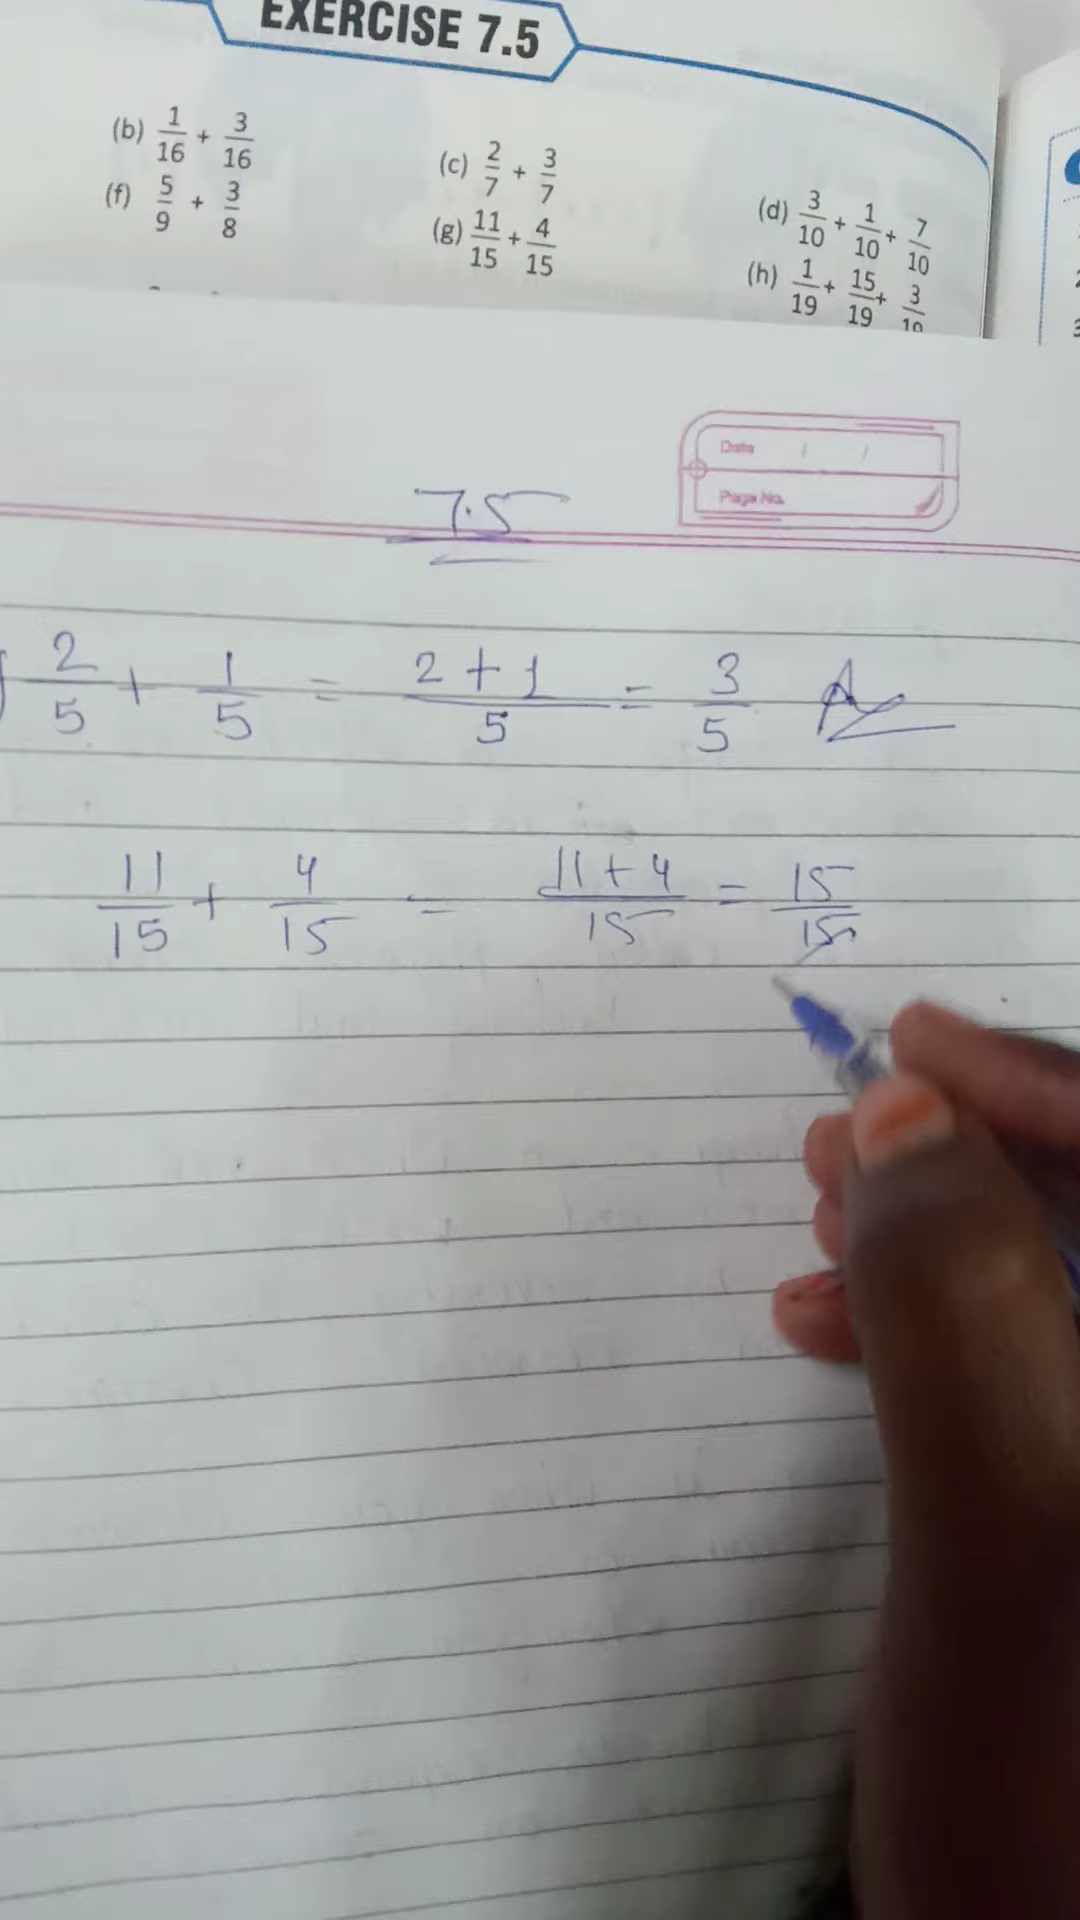 EXERCISE 7.5
(b) 1/16 + 3/16 (c) 2/7 + 3/7 (d) 3/10 + 1/10 + 7/10
(f) 5/9 + 3/8 (g) 11/15 + 4/15 (h) 1/19 + 15/19 +
Date / /
Page No.
7.5
2/5 + 1/5 = 2 + 1/5 = 3/5
11/15 + 4/15 = 11 + 4/15 = 15/15